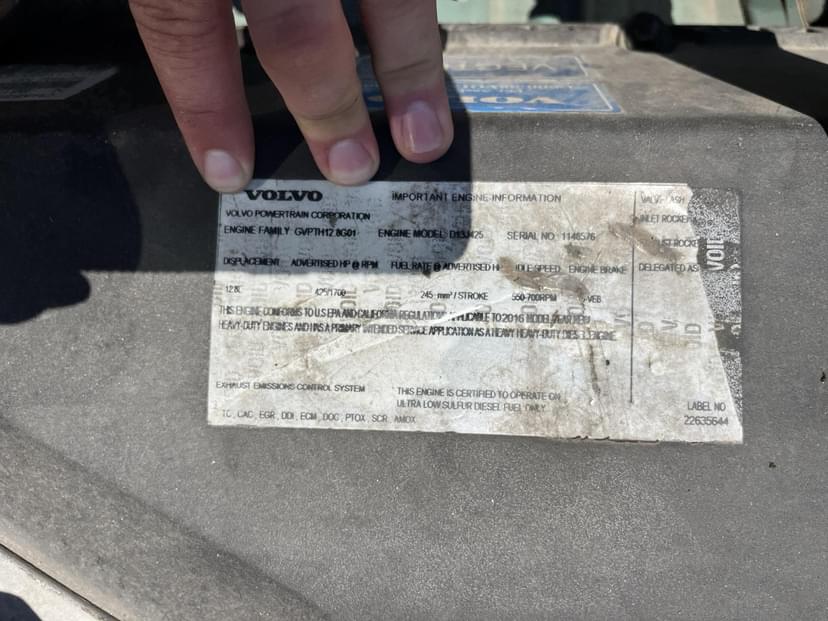 VOLVO
VOLVO IMPORTANT ENGINE INFORMATION
VOLVO POWERTRAIN CORPORATION
ENGINE FAMILY GVPTH12.8G01 ENGINE MODEL: D13J425 SERIAL NO: 1146576 INLET ROCKER
DISPLACEMENT ADVERTISED HP @ RPM FUEL RATE @ ADVERTISED HP IDLE SPEED ENGINE BRAKE DELEGATED AS
12.8L 425/1700 245 mm³ / STROKE 550-700RPM VEB
THIS ENGINE CONFORMS TO U.S EPA AND CALIFORNIA REGULATIONS APPLICABLE TO 2016 MODEL YEAR NEW
HEAVY-DUTY ENGINES AND HAS A PRIMARY INTENDED SERVICE APPLICATION AS A HEAVY HEAVY-DUTY DIESEL ENGINE
EXHAUST EMISSIONS CONTROL SYSTEM THIS ENGINE IS CERTIFIED TO OPERATE ON
ULTRA LOW SULFUR DIESEL FUEL ONLY
TC, CAC, EGR, DDI, ECM, DOC, PTOX, SCR, AMOX
LABEL NO
22635644
VOID